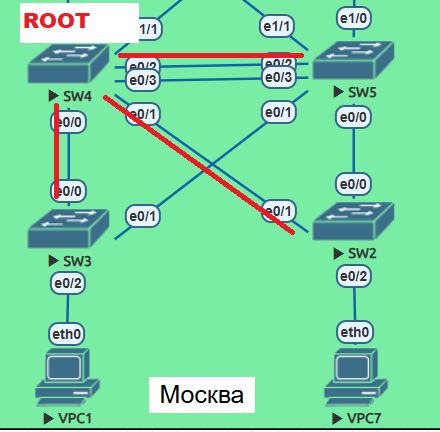 ROOT
1/1
e1/1
e1/0
SW4
e0/2
e0/3
e0/2
e0/3
SW5
e0/0
e0/1
e0/1
e0/0
e0/0
e0/1
e0/1
e0/0
SW3
SW2
e0/2
e0/2
eth0
eth0
Москва
VPC1
VPC7